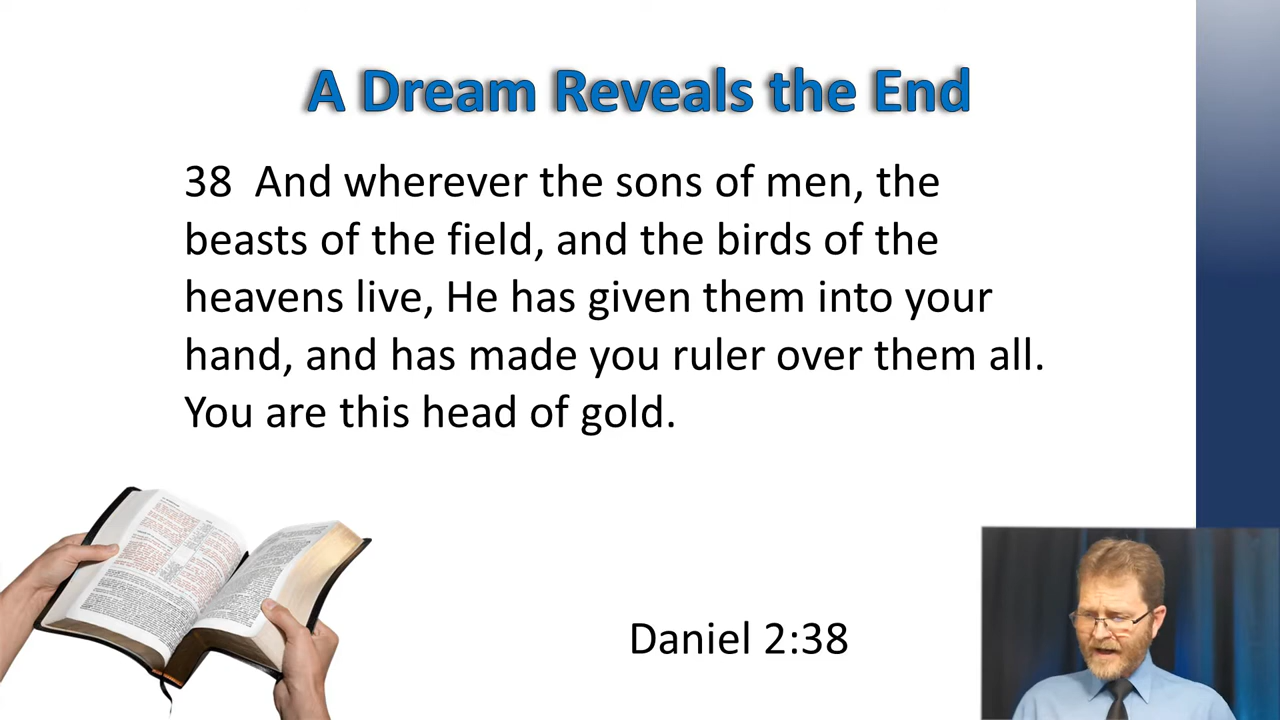 A Dream Reveals the End
38  And wherever the sons of men, the
beasts of the field, and the birds of the
heavens live, He has given them into your
hand, and has made you ruler over them all.
You are this head of gold.
Daniel 2:38